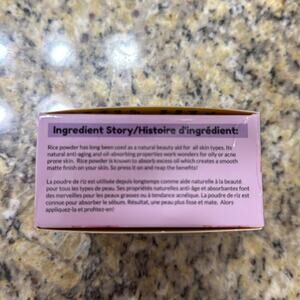 Ingredient Story/Histoire d'ingrédient:
Rice powder has long been used as a natural beauty aid for all skin types. Its
natural anti-aging and oil-absorbing properties work wonders for oily or acne
prone skin. Rice powder is known to absorb excess oil which creates a smooth
matte finish on your skin. So press it on and reap the benefits!
La poudre de riz est utilisée depuis longtemps comme aide naturelle à la beauté
pour tous les types de peau. Ses propriétés naturelles anti-âge et absorbantes font
des merveilles pour les peaux grasses ou à tendance acnéique. La poudre de riz est
connue pour absorber le sébum. Résultat, une peau plus lisse et mate. Alors
appliquez-la et profitez-en!